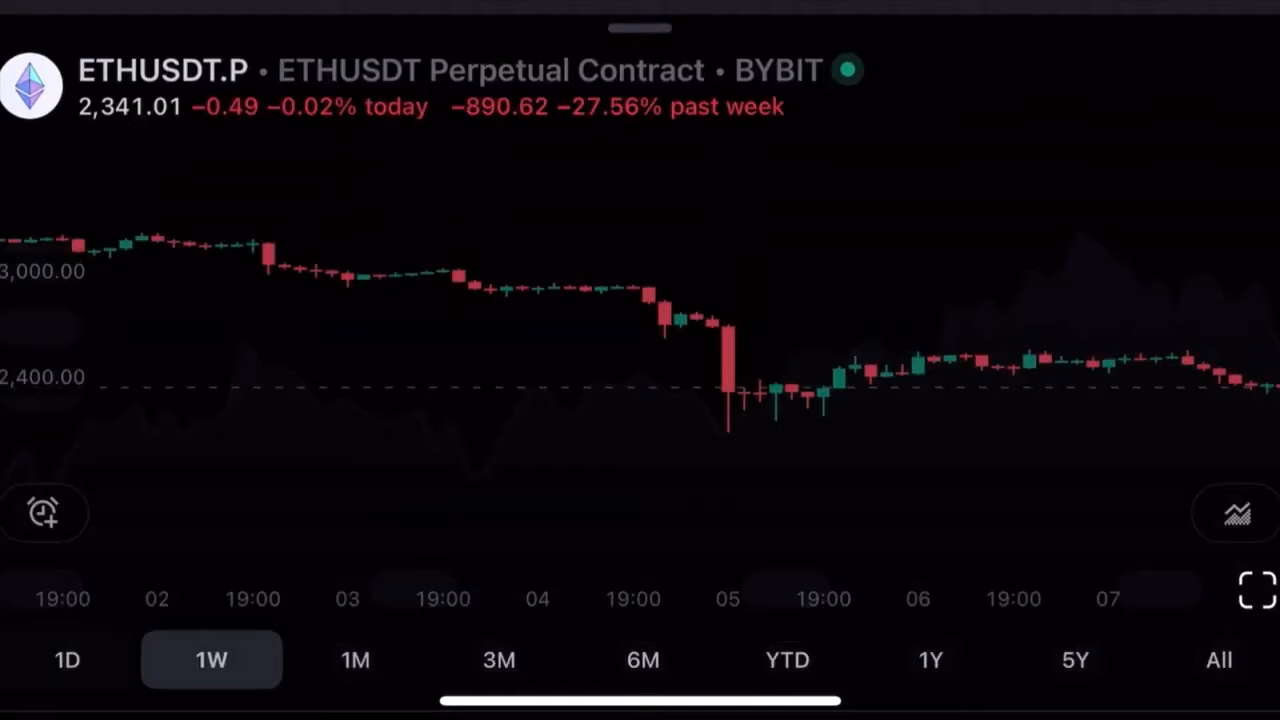 ETHUSDT.P • ETHUSDT Perpetual Contract • BYBIT
2,341.01 −0.49 −0.02% today −890.62 −27.56% past week
3,000.00
2,400.00
19:00 02 19:00 03 19:00 04 19:00 05 19:00 06 19:00 07
1D 1W 1M 3M 6M YTD 1Y 5Y All